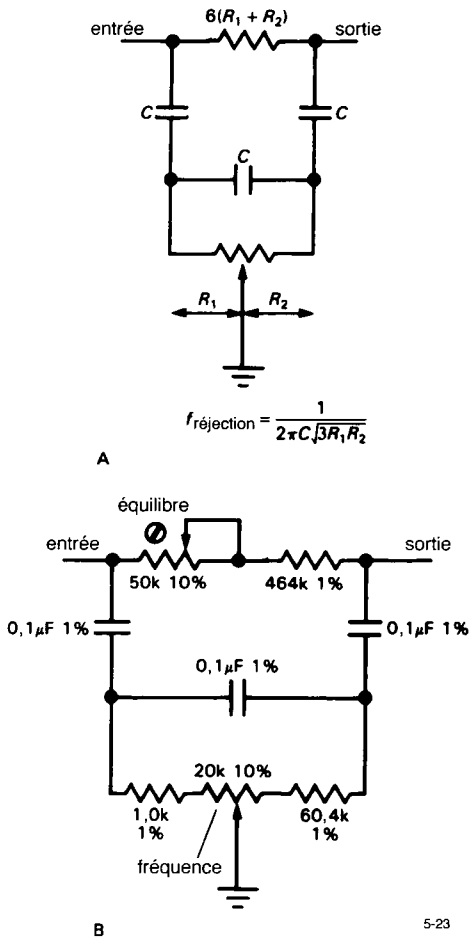 6(R₁ + R₂)
entrée sortie
C C
C
R₁ R₂
f réjection = 1 / 2πC√3R₁R₂
A
équilibre
entrée sortie
50k 10% 464k 1%
0,1μF 1% 0,1μF 1%
0,1μF 1%
20k 10%
1,0k 60,4k
1% 1%
fréquence
B
5-23